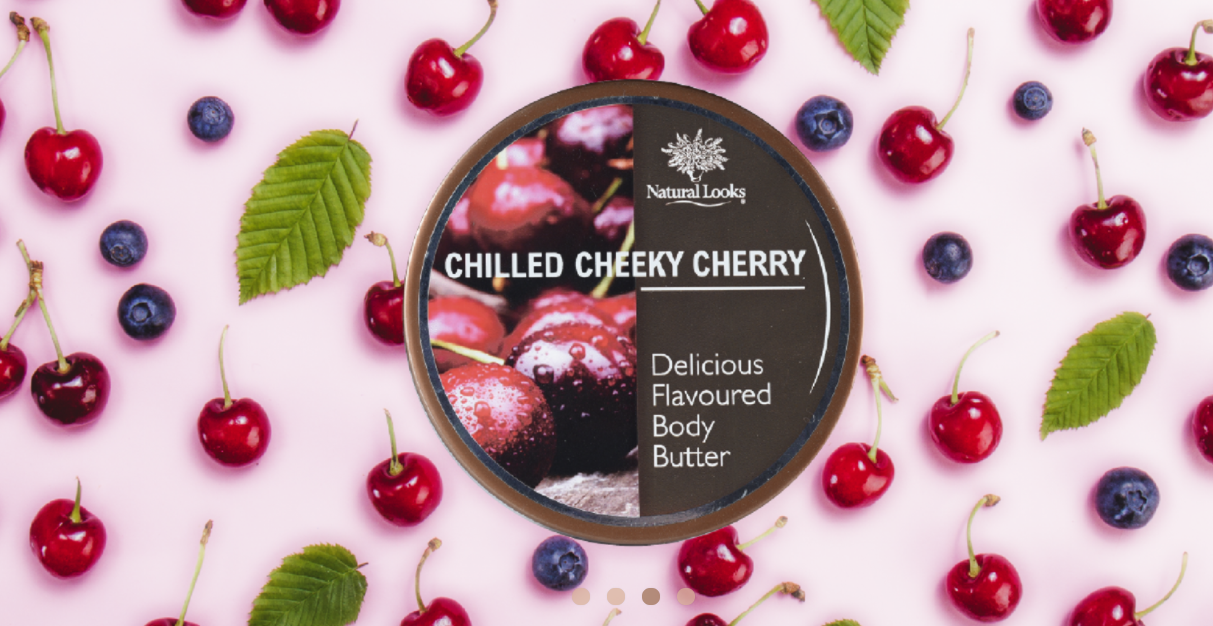 Natural Looks
CHILLED CHEEKY CHERRY
Delicious
Flavoured
Body
Butter